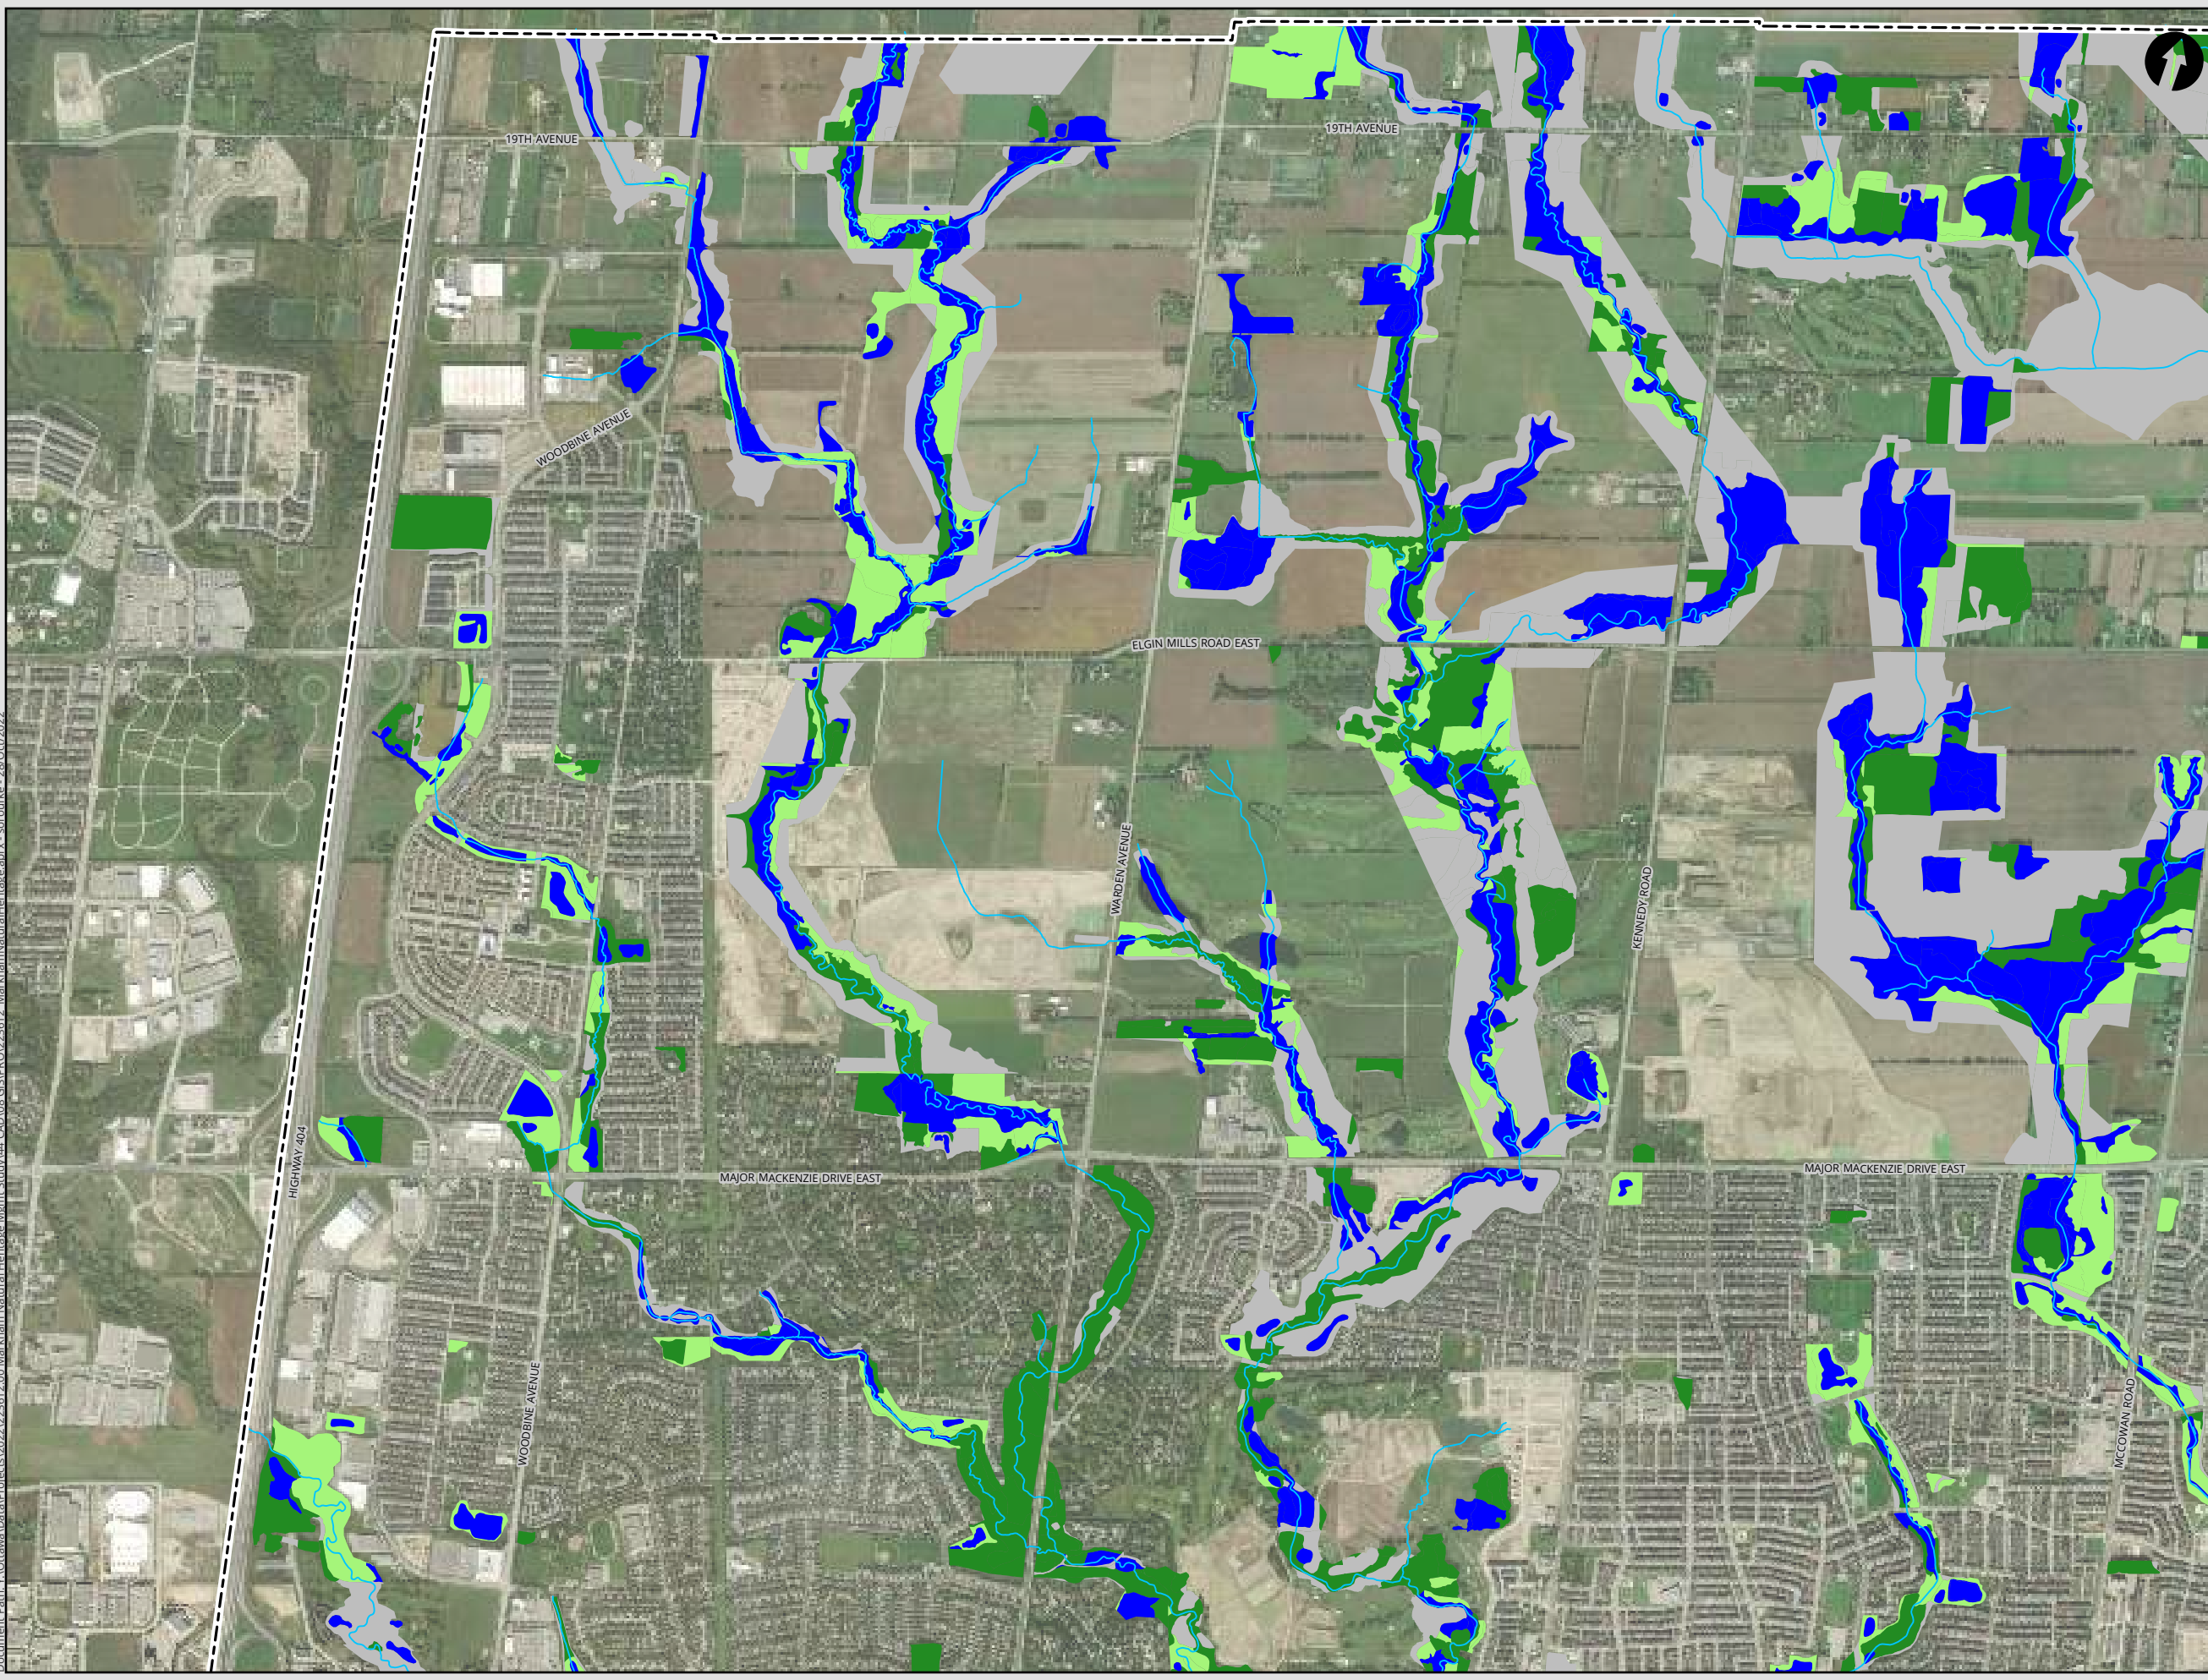 19TH AVENUE
19TH AVENUE
WOODBINE AVENUE
ELGIN MILLS ROAD EAST
WARDEN AVENUE
KENNEDY ROAD
HIGHWAY 404
MAJOR MACKENZIE DRIVE EAST
MAJOR MACKENZIE DRIVE EAST
WOODBINE AVENUE
MCCOWAN ROAD